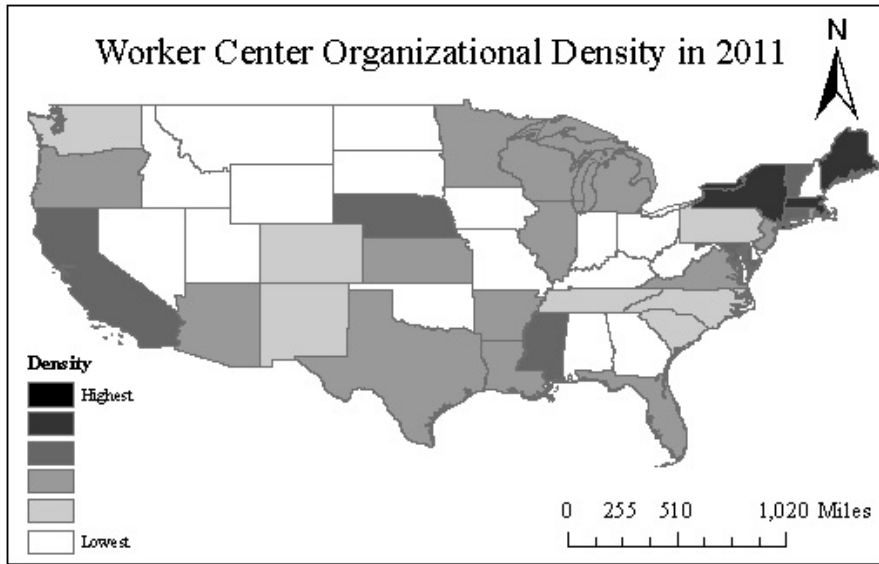 Worker Center Organizational Density in 2011
N
Density
Highest
Lowest
0 255 510 1,020 Miles